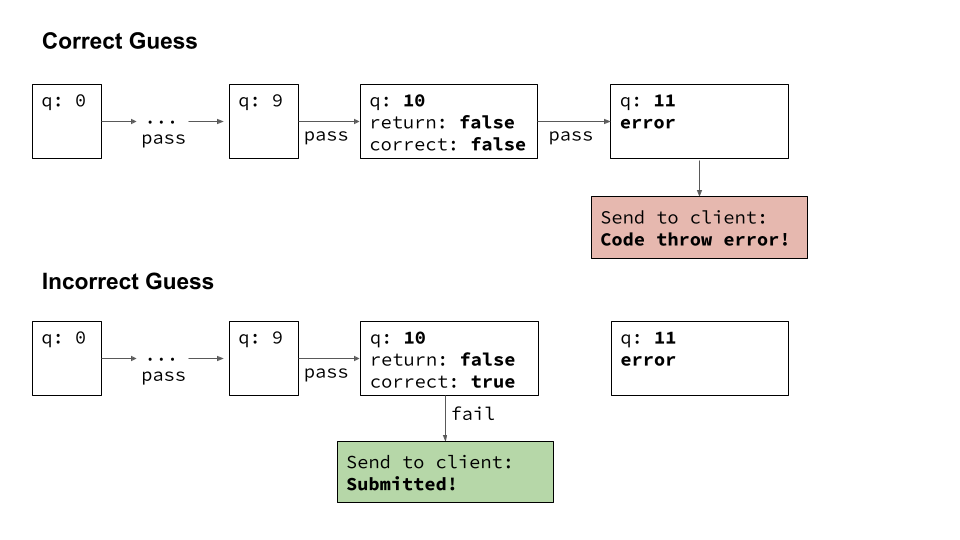 Correct Guess
q: 0
...
pass
q: 9
pass
q: 10
return: false
correct: false
pass
q: 11
error
Send to client:
Code throw error!
Incorrect Guess
q: 0
...
pass
q: 9
pass
q: 10
return: false
correct: true
q: 11
error
fail
Send to client:
Submitted!